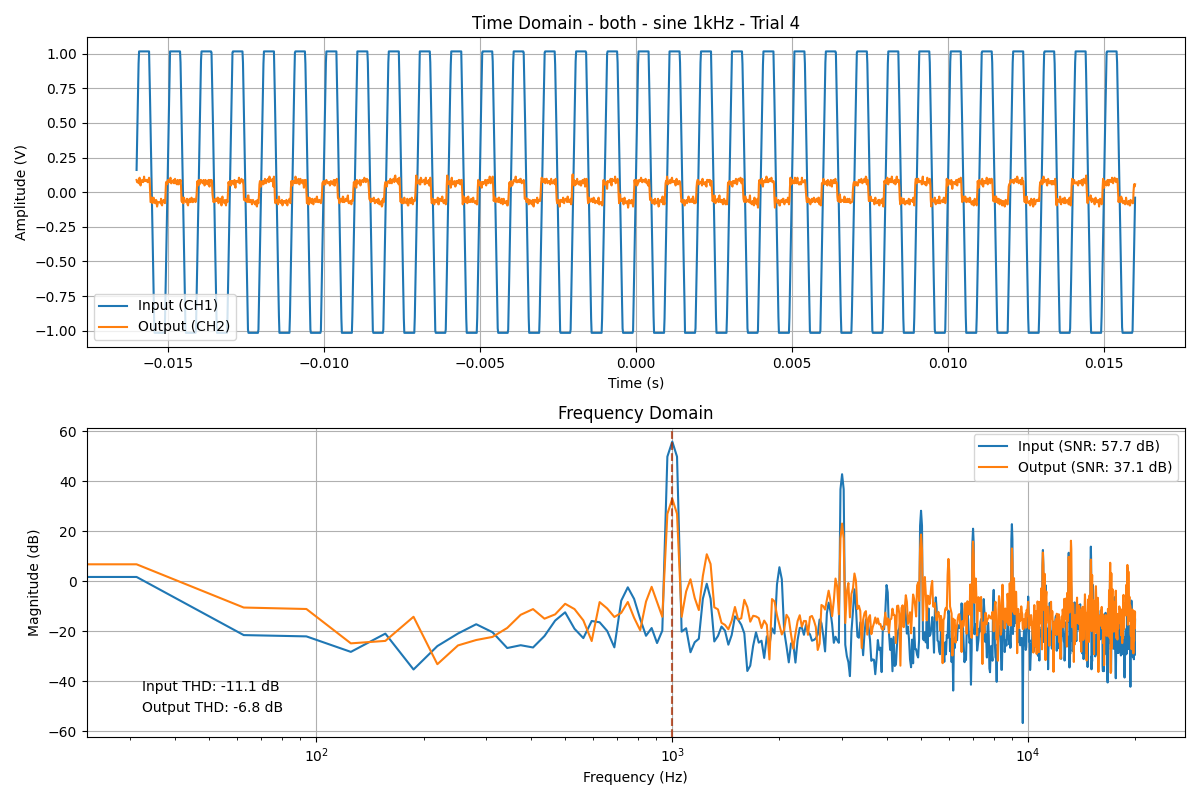 Time Domain - both - sine 1kHz - Trial 4
Amplitude (V)
1.00
0.75
0.50
0.25
0.00
−0.25
−0.50
−0.75
−1.00
Input (CH1)
Output (CH2)
−0.015
−0.010
−0.005
0.000
0.005
0.010
0.015
Time (s)
Frequency Domain
Magnitude (dB)
60
40
20
0
−20
−40
−60
Input (SNR: 57.7 dB)
Output (SNR: 37.1 dB)
Input THD: -11.1 dB
Output THD: -6.8 dB
10²
10³
10⁴
Frequency (Hz)